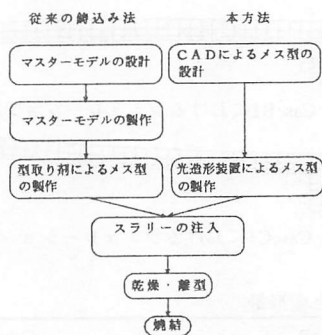 従来の鋳込み法
本方法
マスターモデルの設計
CADによるメス型の
設計
マスターモデルの製作
型取り剤によるメス型
の製作
光造形装置によるメス型
の製作
スラリーの注入
乾燥・離型
焼結